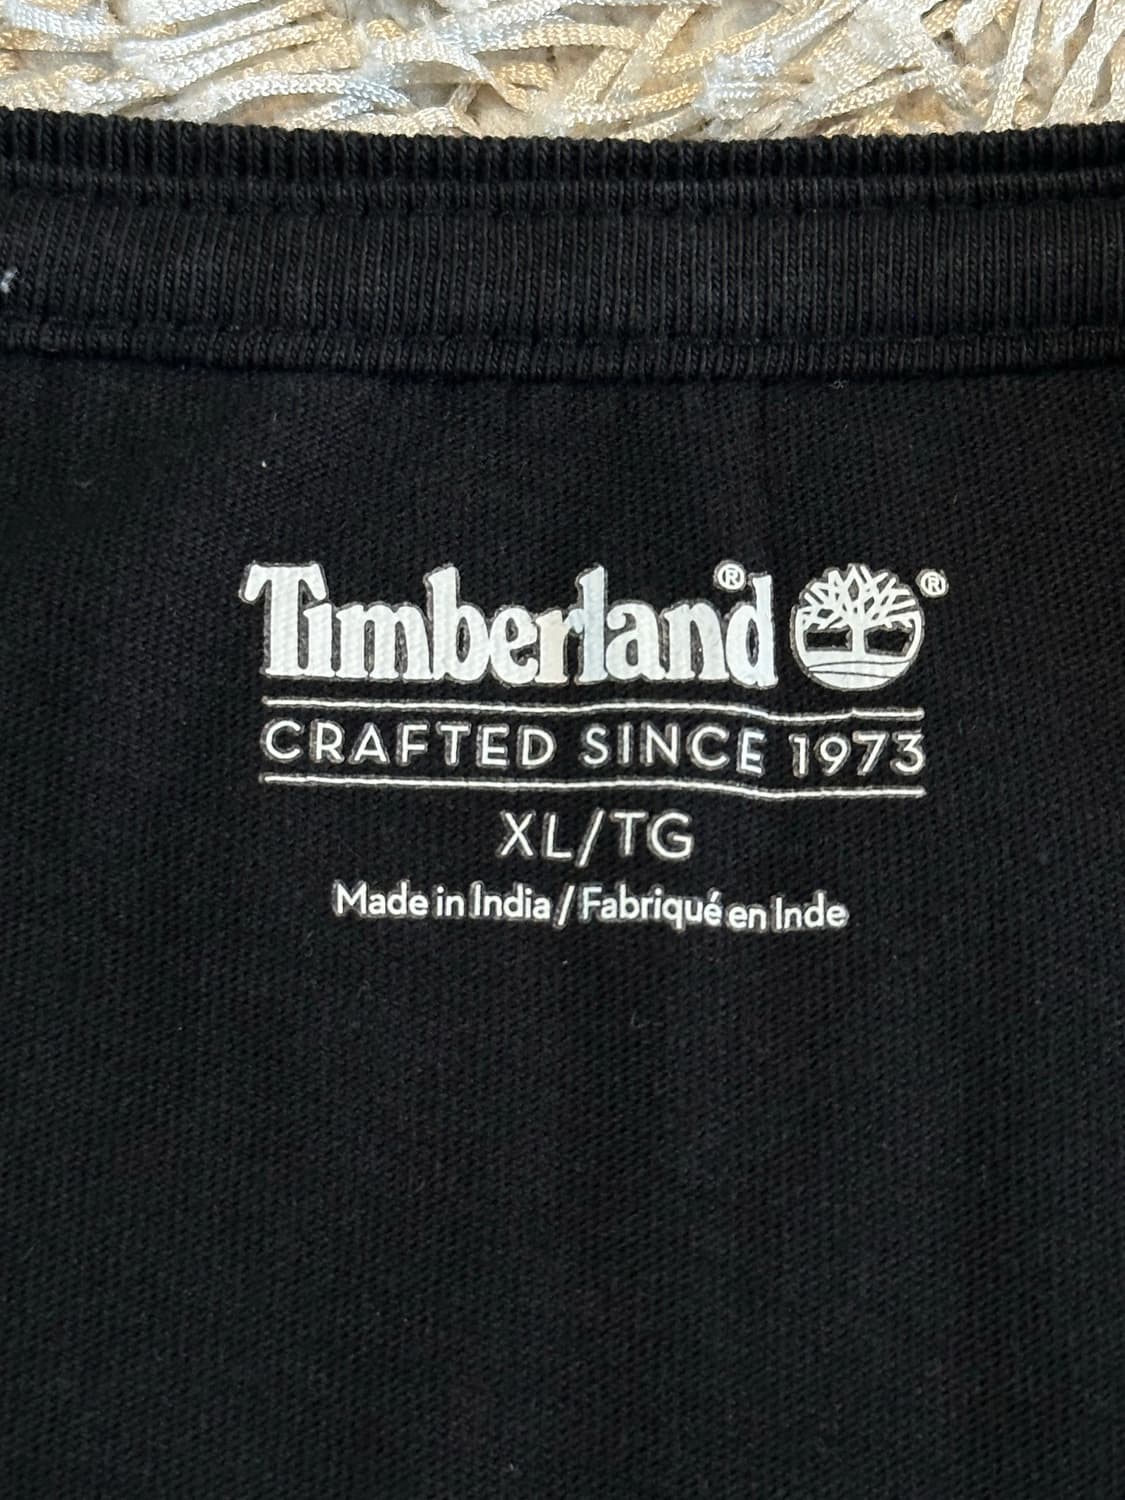 Timberland® ®
CRAFTED SINCE 1973
XL/TG
Made in India / Fabriqué en Inde